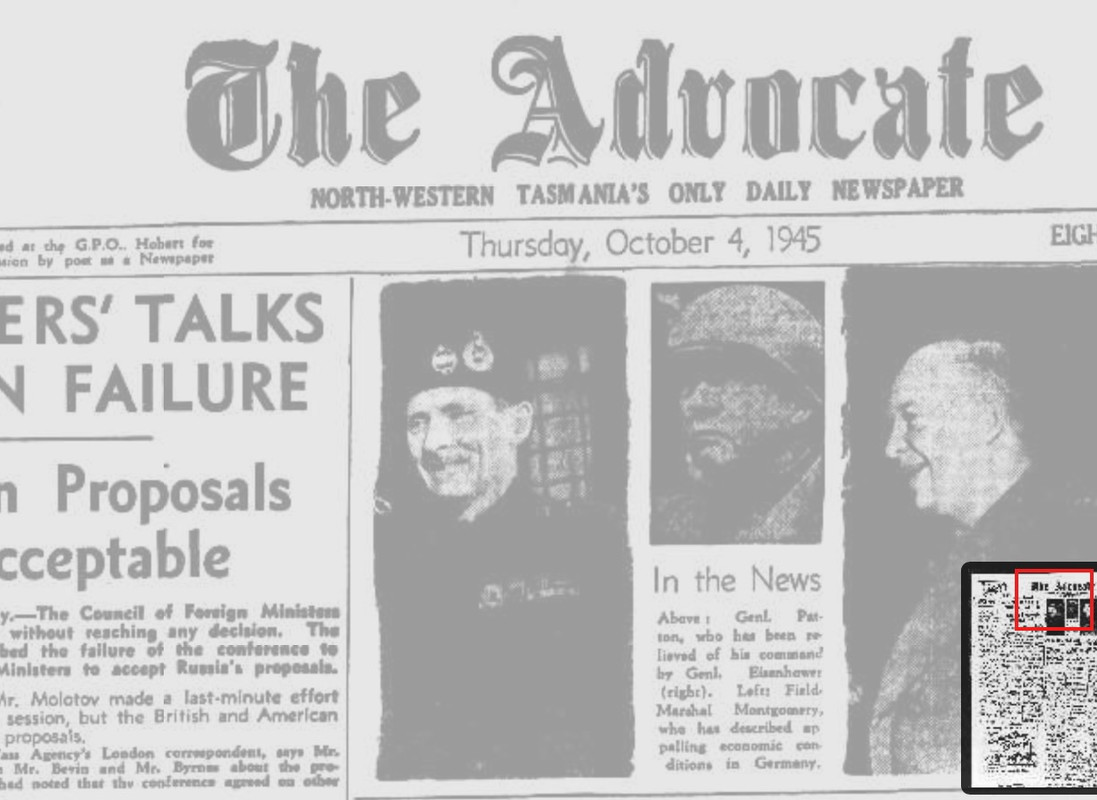 The Advocate
NORTH-WESTERN TASMANIA'S ONLY DAILY NEWSPAPER
ed at the G.P.O., Hobart for
sion by post as a Newspaper
Thursday, October 4, 1945
EIGH
ERS' TALKS
N FAILURE
n Proposals
cceptable
y.—The Council of Foreign Ministers
without reaching any decision. The
bed the failure of the conference to
Ministers to accept Russia's proposals.
Mr. Molotov made a last-minute effort
session, but the British and American
proposals.
Tass Agency's London correspondent, says Mr.
Mr. Bevin and Mr. Byrnes about the pro-
had noted that the conference agreed on other
In the News
Above: Genl. Pat-
ton, who has been re-
lieved of his command
by Genl. Eisenhower
(right). Left: Field-
Marshal Montgomery,
who has described ap
palling economic con-
ditions in Germany.